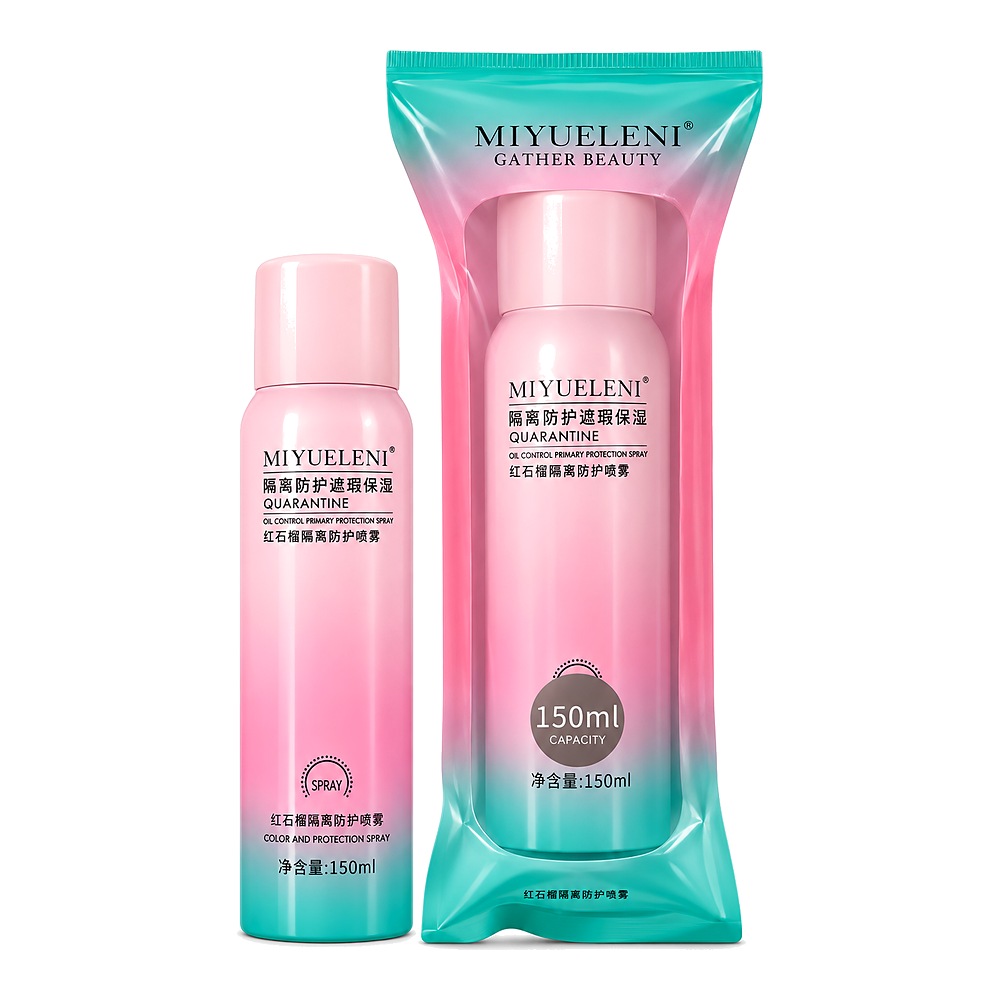 MIYUELENI®
GATHER BEAUTY
MIYUELENI®
隔离防护遮瑕保湿
QUARANTINE
OIL CONTROL PRIMARY PROTECTION SPRAY
红石榴隔离防护喷雾
150ml
CAPACITY
净含量:150ml
红石榴隔离防护喷雾
MIYUELENI®
隔离防护遮瑕保湿
QUARANTINE
OIL CONTROL PRIMARY PROTECTION SPRAY
红石榴隔离防护喷雾
SPRAY
红石榴隔离防护喷雾
COLOR AND PROTECTION SPRAY
净含量:150ml